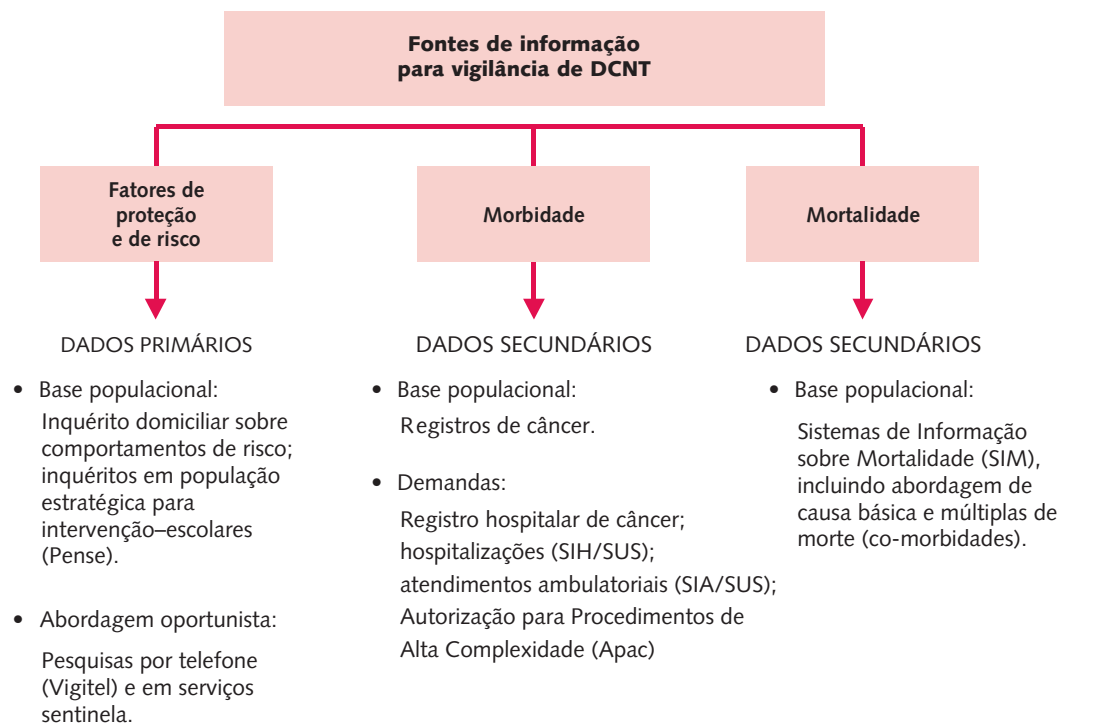 Fontes de informação
para vigilância de DCNT
Fatores de
proteção
e de risco
Morbidade
Mortalidade
DADOS PRIMÁRIOS
• Base populacional:
Inquérito domiciliar sobre
comportamentos de risco;
inquéritos em população
estratégica para
intervenção–escolares
(Pense).
• Abordagem oportunista:
Pesquisas por telefone
(Vigitel) e em serviços
sentinela.
DADOS SECUNDÁRIOS
• Base populacional:
Registros de câncer.
• Demandas:
Registro hospitalar de câncer;
hospitalizações (SIH/SUS);
atendimentos ambulatoriais (SIA/SUS);
Autorização para Procedimentos de
Alta Complexidade (Apac)
DADOS SECUNDÁRIOS
• Base populacional:
Sistemas de Informação
sobre Mortalidade (SIM),
incluindo abordagem de
causa básica e múltiplas de
morte (co-morbidades).